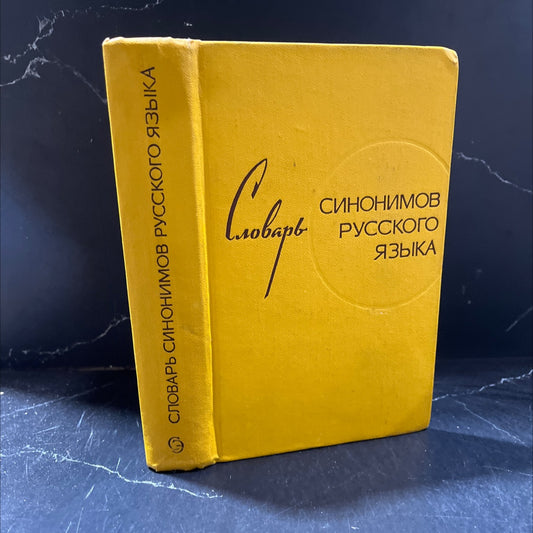 СЛОВАРЬ СИНОНИМОВ РУССКОГО ЯЗЫКА
Словарь
СИНОНИМОВ
РУССКОГО
ЯЗЫКА